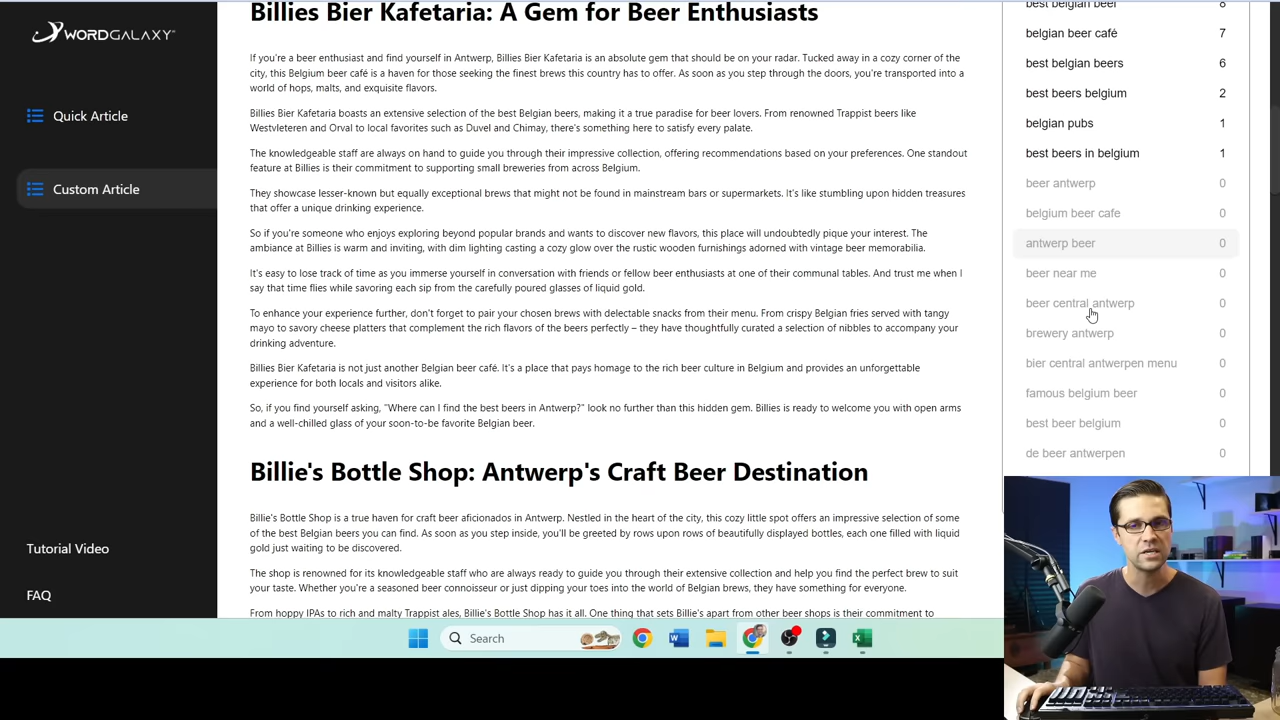 WORDGALAXY
Quick Article
Custom Article
Tutorial Video
FAQ
Billies Bier Kafetaria: A Gem for Beer Enthusiasts
If you're a beer enthusiast and find yourself in Antwerp, Billies Bier Kafetaria is an absolute gem that should be on your radar. Tucked away in a cozy corner of the
city, this Belgium beer café is a haven for those seeking the finest brews this country has to offer. As soon as you step through the doors, you're transported into a
world of hops, malts, and exquisite flavors.
Billies Bier Kafetaria boasts an extensive selection of the best Belgian beers, making it a true paradise for beer lovers. From renowned Trappist beers like
Westvleteren and Orval to local favorites such as Duvel and Chimay, there's something here to satisfy every palate.
The knowledgeable staff are always on hand to guide you through their impressive collection, offering recommendations based on your preferences. One standout
feature at Billies is their commitment to supporting small breweries from across Belgium.
They showcase lesser-known but equally exceptional brews that might not be found in mainstream bars or supermarkets. It's like stumbling upon hidden treasures
that offer a unique drinking experience.
So if you're someone who enjoys exploring beyond popular brands and wants to discover new flavors, this place will undoubtedly pique your interest. The
ambiance at Billies is warm and inviting, with dim lighting casting a cozy glow over the rustic wooden furnishings adorned with vintage beer memorabilia.
It's easy to lose track of time as you immerse yourself in conversation with friends or fellow beer enthusiasts at one of their communal tables. And trust me when I
say that time flies while savoring each sip from the carefully poured glasses of liquid gold.
To enhance your experience further, don't forget to pair your chosen brews with delectable snacks from their menu. From crispy Belgian fries served with tangy
mayo to savory cheese platters that complement the rich flavors of the beers perfectly – they have thoughtfully curated a selection of nibbles to accompany your
drinking adventure.
Billies Bier Kafetaria is not just another Belgian beer café. It's a place that pays homage to the rich beer culture in Belgium and provides an unforgettable
experience for both locals and visitors alike.
So, if you find yourself asking, "Where can I find the best beers in Antwerp?" look no further than this hidden gem. Billies is ready to welcome you with open arms
and a well-chilled glass of your soon-to-be favorite Belgian beer.
Billie's Bottle Shop: Antwerp's Craft Beer Destination
Billie's Bottle Shop is a true haven for craft beer aficionados in Antwerp. Nestled in the heart of the city, this cozy little spot offers an impressive selection of some
of the best Belgian beers you can find. As soon as you step inside, you'll be greeted by rows upon rows of beautifully displayed bottles, each one filled with liquid
gold just waiting to be discovered.
The shop is renowned for its knowledgeable staff who are always ready to guide you through their extensive collection and help you find the perfect brew to suit
your taste. Whether you're a seasoned beer connoisseur or just dipping your toes into the world of Belgian brews, they have something for everyone.
From hoppy IPAs to rich and malty Trappist ales, Billie's Bottle Shop has it all. One thing that sets Billie's apart from other beer shops is their commitment to
best belgian beer 8
belgian beer café 7
best belgian beers 6
best beers belgium 2
belgian pubs 1
best beers in belgium 1
beer antwerp 0
belgium beer cafe 0
antwerp beer 0
beer near me 0
beer central antwerp 0
brewery antwerp 0
bier central antwerpen menu 0
famous belgium beer 0
best beer belgium 0
de beer antwerpen 0
Search